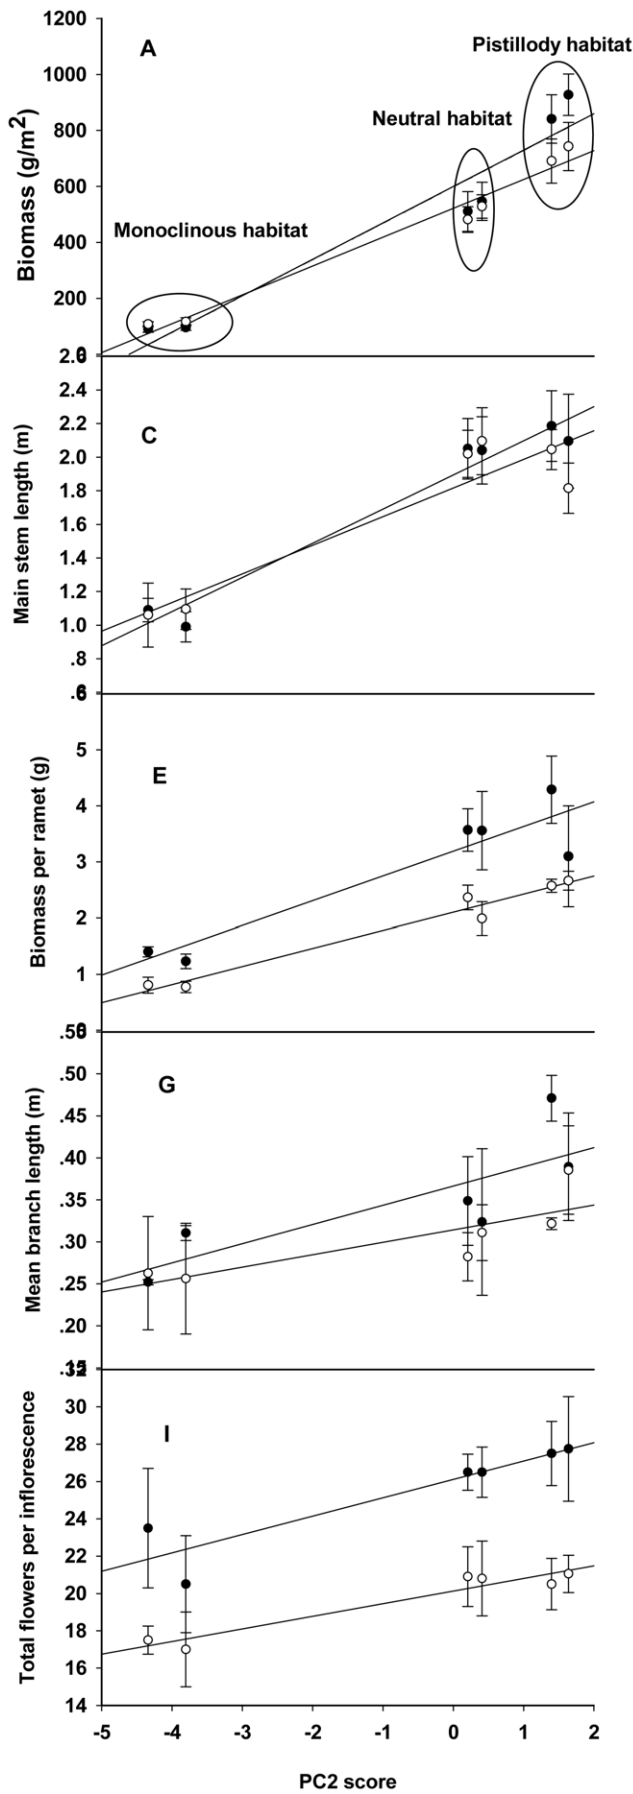 1200
A
Pistillody habitat
1000
800
Neutral habitat
600
400
Monoclinous habitat
200
Biomass (g/m2)
2.4
C
2.2
2.0
1.8
1.6
1.4
1.2
1.0
.8
Main stem length (m)
5
E
4
3
2
1
Biomass per ramet (g)
.50
G
.45
.40
.35
.30
.25
.20
Mean branch length (m)
30
I
28
26
24
22
20
18
16
14
Total flowers per inflorescence
-5 -4 -3 -2 -1 0 1 2
PC2 score